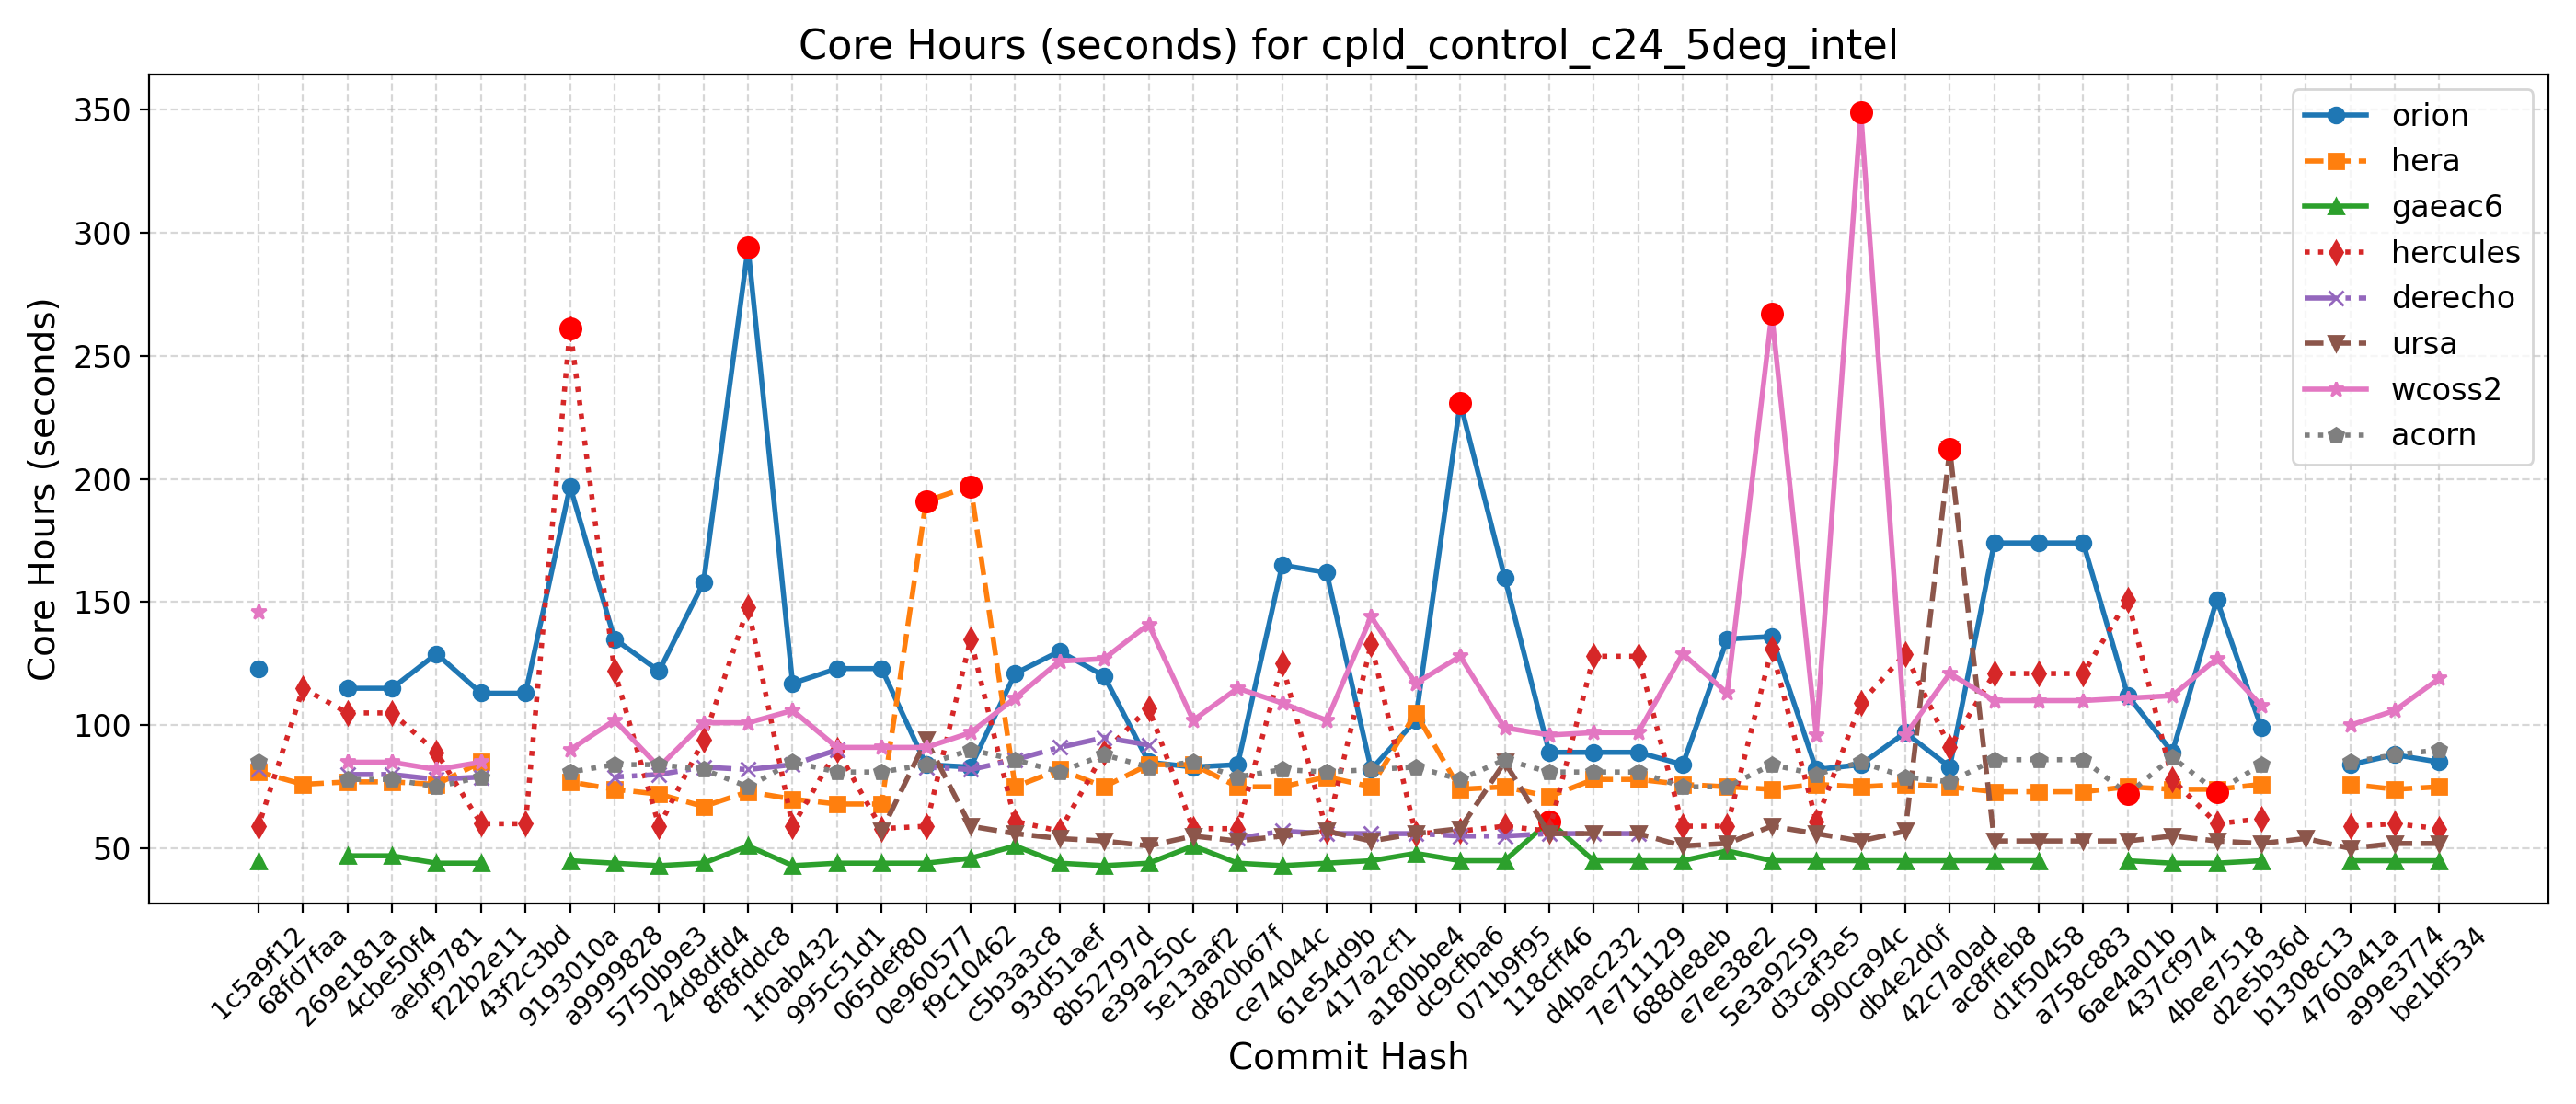 Core Hours (seconds) for cpld_control_c24_5deg_intel
Core Hours (seconds)
350
300
250
200
150
100
50
orion
hera
gaeac6
hercules
derecho
ursa
wcoss2
acorn
1c5a9f12
68fd7faa
269e181a
4cbe50f4
aebf9781
f22b2e11
43f2c3bd
9193010a
a9999828
5750b9e3
24d8dfd4
8f8fddc8
1f0ab432
995c51d1
065def80
0e960577
f9c10462
c5b3a3c8
93d51aef
8b52797d
e39a250c
5e13aaf2
d820b67f
ce74044c
61e54d9b
417a2cf1
a180bbe4
dc9cfba6
071b9f95
118cff46
d4bac232
7e711129
688de8eb
e7ee38e2
5e3a9259
d3caf3e5
990ca94c
db4e2d0f
42c7a0ad
ac8ffeb8
d1f50458
a758c883
6ae4a01b
437cf974
4bee7518
d2e5b36d
b1308c13
4760a41a
a99e3774
be1bf534
Commit Hash